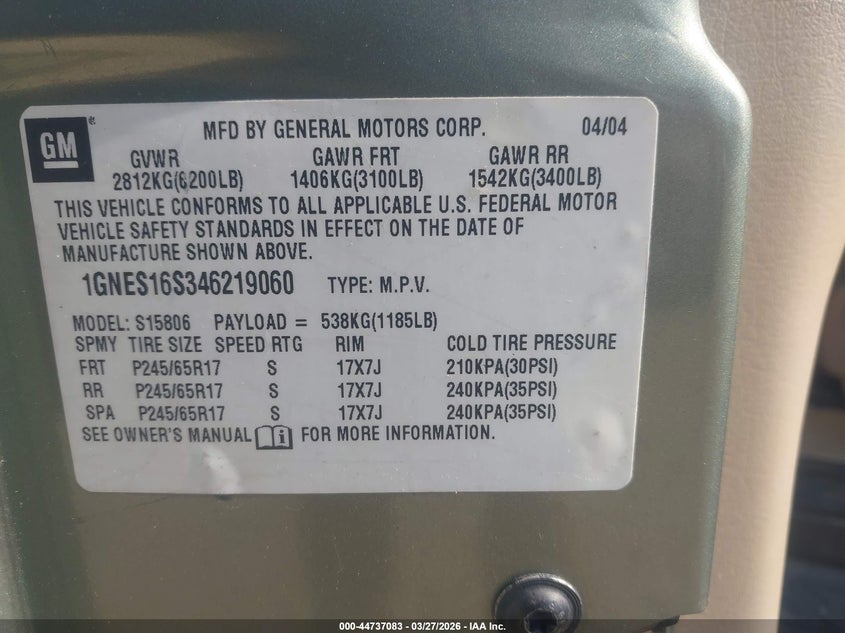 GM
MFD BY GENERAL MOTORS CORP. 04/04
GVWR GAWR FRT GAWR RR
2812KG(6200LB) 1406KG(3100LB) 1542KG(3400LB)
THIS VEHICLE CONFORMS TO ALL APPLICABLE U.S. FEDERAL MOTOR
VEHICLE SAFETY STANDARDS IN EFFECT ON THE DATE OF
MANUFACTURE SHOWN ABOVE.
1GNES16S346219060 TYPE: M.P.V.
MODEL: S15806 PAYLOAD = 538KG(1185LB)
SPMY TIRE SIZE SPEED RTG RIM COLD TIRE PRESSURE
FRT P245/65R17 S 17X7J 210KPA(30PSI)
RR P245/65R17 S 17X7J 240KPA(35PSI)
SPA P245/65R17 S 17X7J 240KPA(35PSI)
SEE OWNER'S MANUAL FOR MORE INFORMATION.
000-44737083 - 03/27/2026 - IAA Inc.